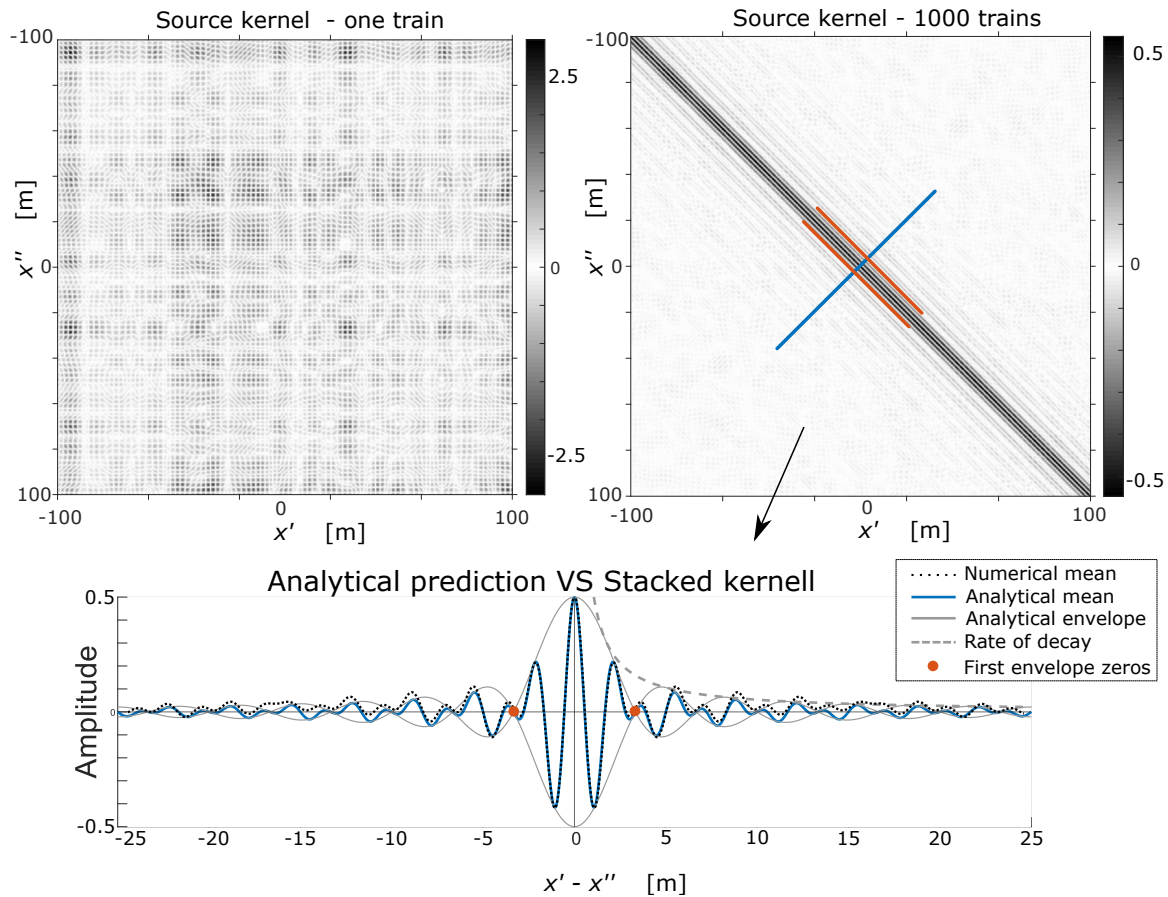 Source kernel - one train
-100
x'' [m]
0
100
-100
0
100
x' [m]
2.5
0
-2.5
Source kernel - 1000 trains
-100
x'' [m]
0
100
-100
0
100
x' [m]
0.5
0
-0.5
Analytical prediction VS Stacked kernell
Numerical mean
Analytical mean
Analytical envelope
Rate of decay
First envelope zeros
Amplitude
0.5
0
-0.5
-25
-20
-15
-10
-5
0
5
10
15
20
25
x' - x'' [m]